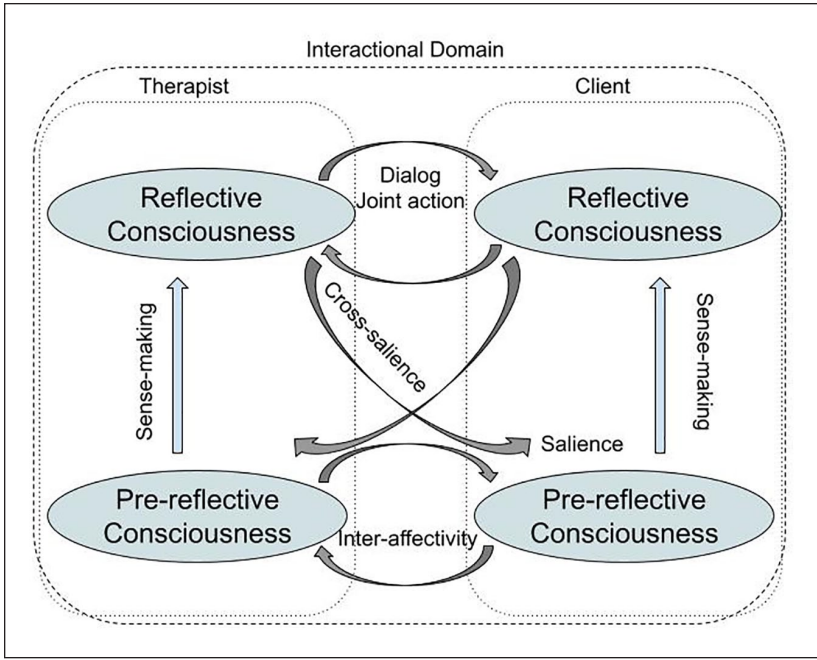 Interactional Domain
Therapist
Client
Reflective
Consciousness
Dialog
Joint action
Reflective
Consciousness
Sense-making
Cross-salience
Sense-making
Salience
Pre-reflective
Consciousness
Inter-affectivity
Pre-reflective
Consciousness